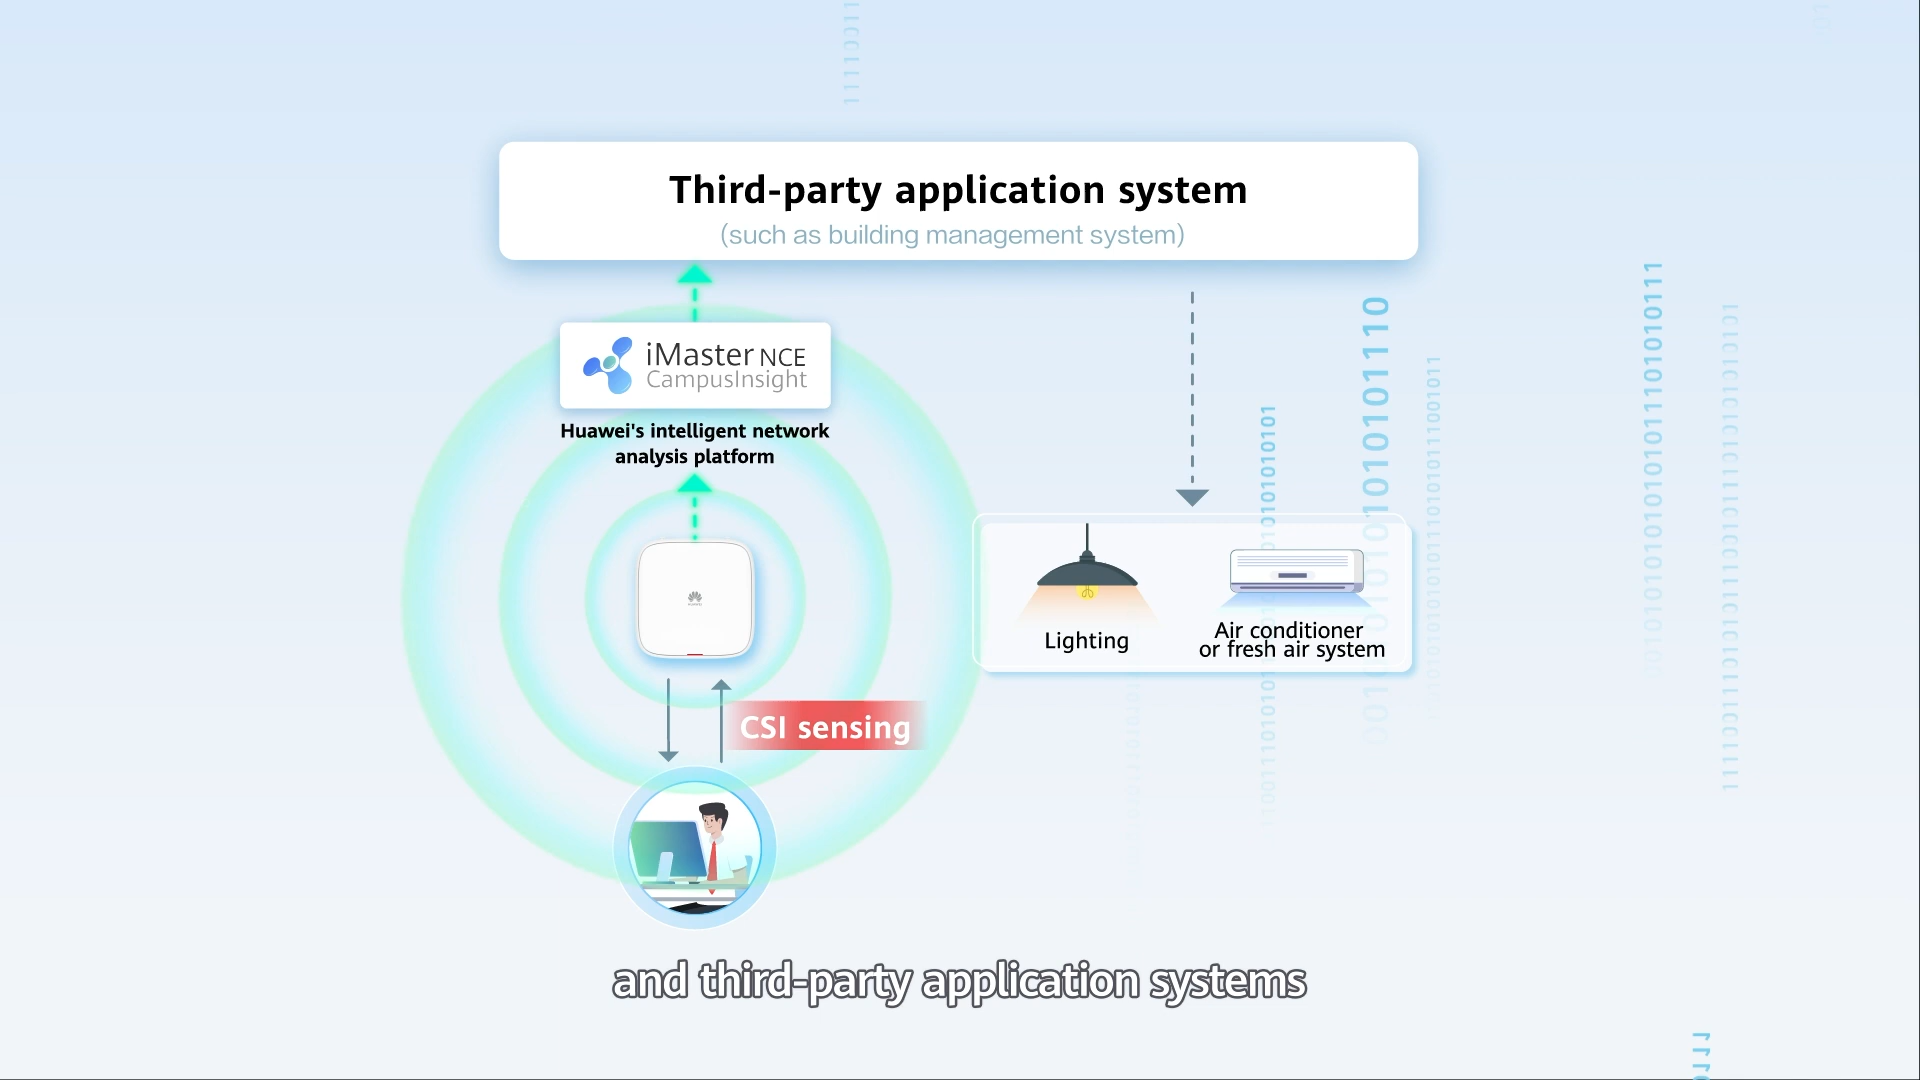 Third-party application system
(such as building management system)
iMaster NCE
CampusInsight
Huawei's intelligent network
analysis platform
HUAWEI
CSI sensing
Lighting
Air conditioner
or fresh air system
and third-party application systems